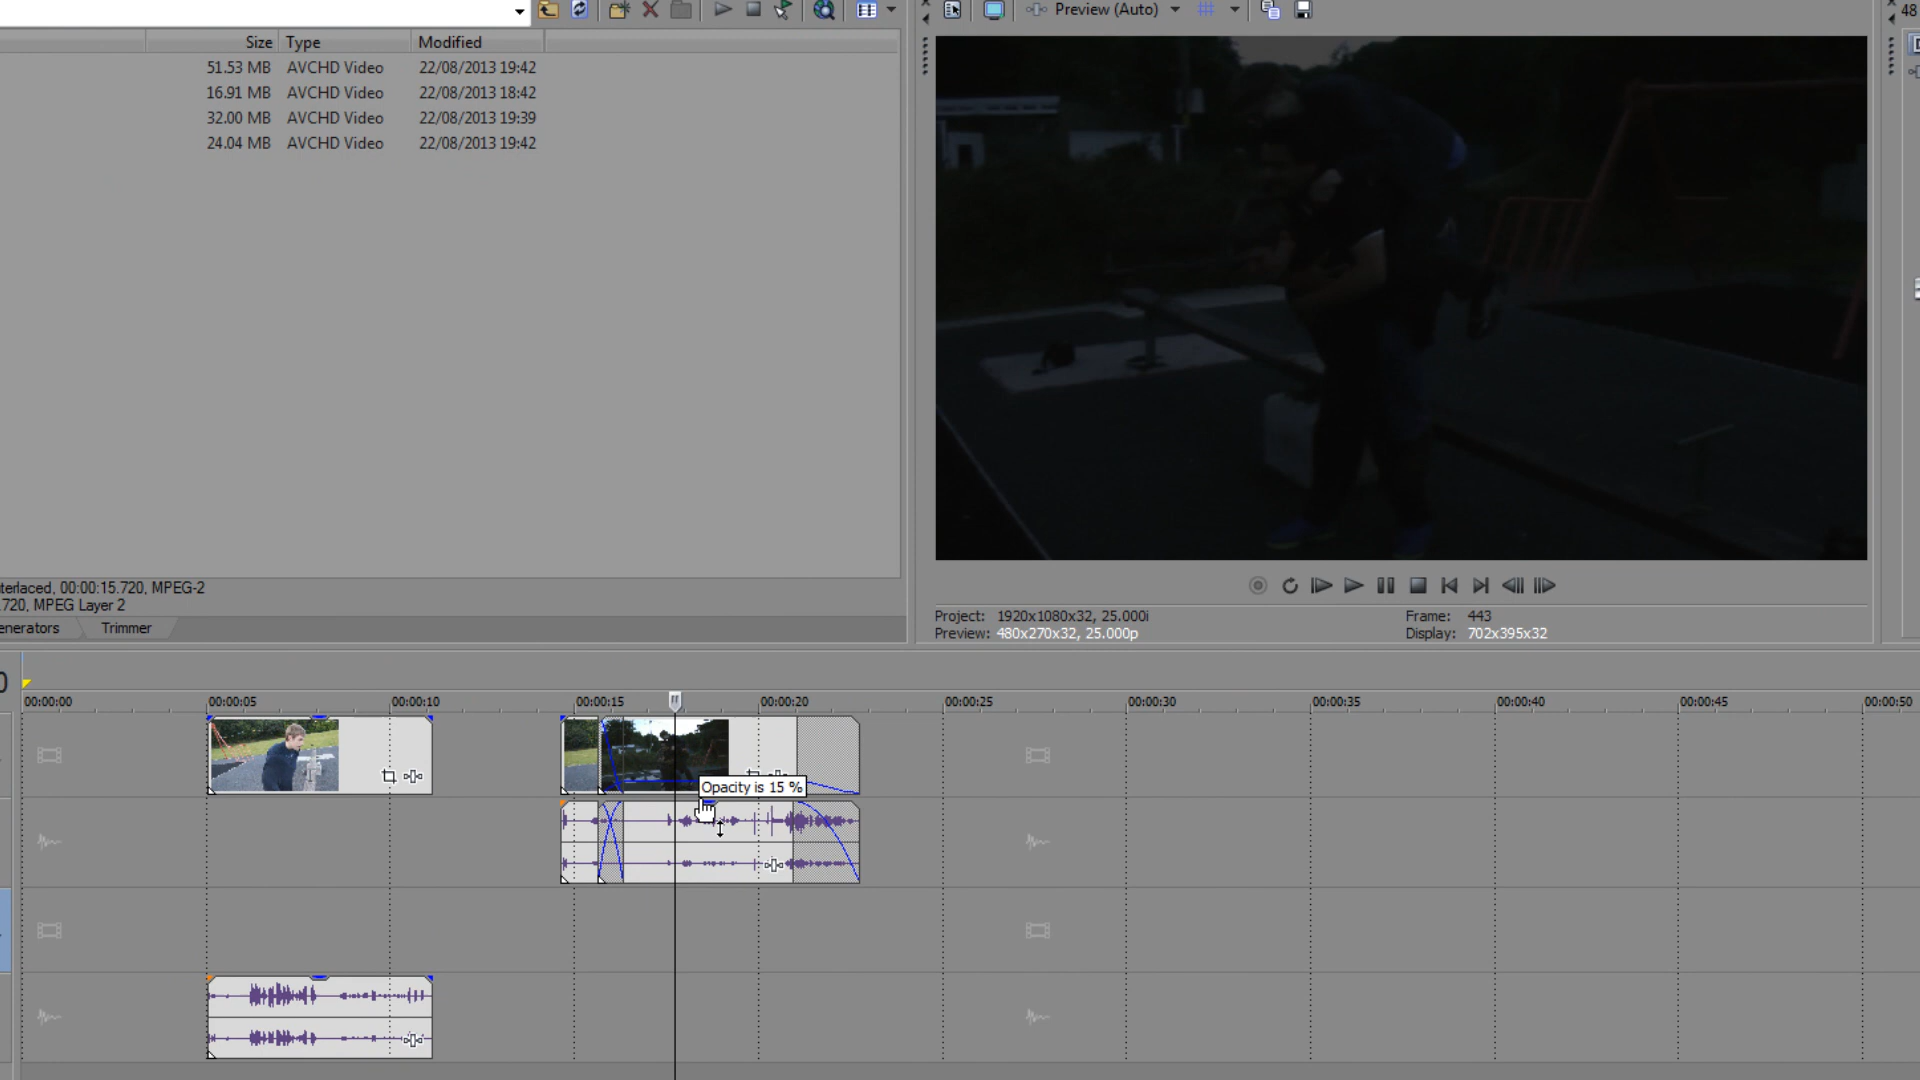 Preview (Auto)
48
Size Type Modified
51.53 MB AVCHD Video 22/08/2013 19:42
16.91 MB AVCHD Video 22/08/2013 18:42
32.00 MB AVCHD Video 22/08/2013 19:39
24.04 MB AVCHD Video 22/08/2013 19:42
terlaced, 00:00:15.720, MPEG-2
.720, MPEG Layer 2
enerators Trimmer
Project: 1920x1080x32, 25.000i Frame: 443
Preview: 480x270x32, 25.000p Display: 702x395x32
00:00:00 00:00:05 00:00:10 00:00:15 00:00:20 00:00:25 00:00:30 00:00:35 00:00:40 00:00:45 00:00:50
Opacity is 15 %